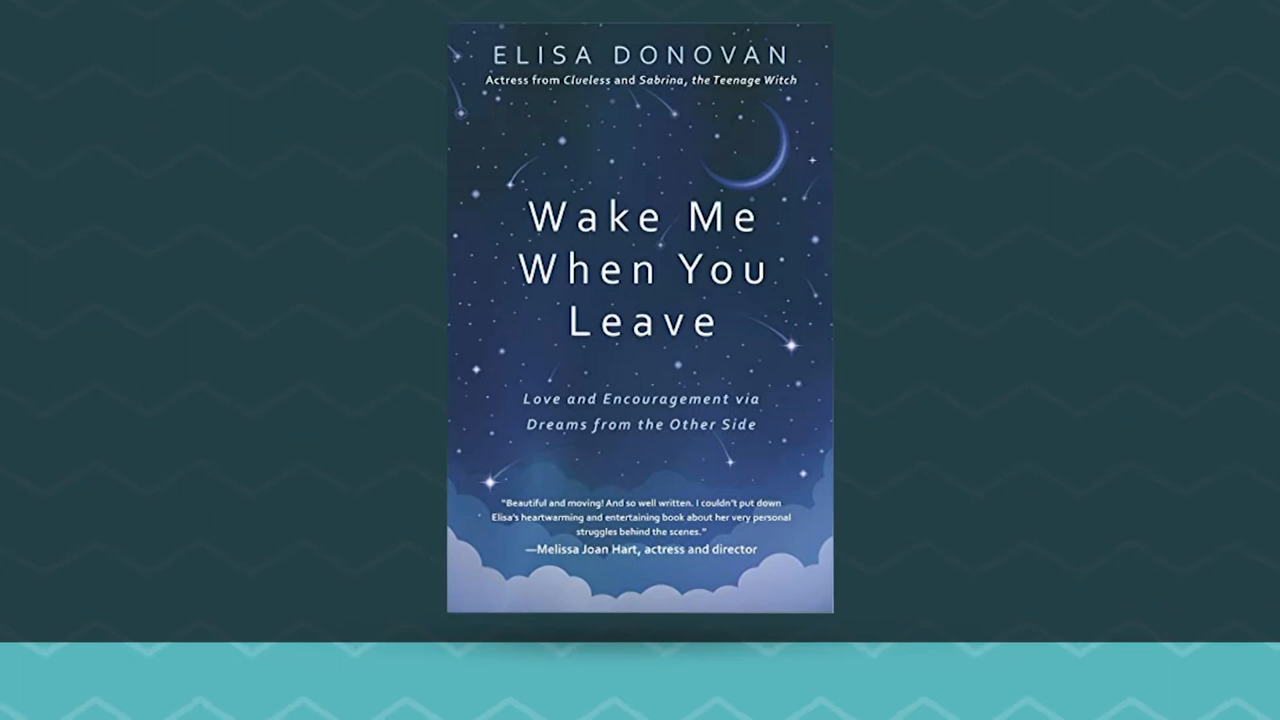 ELISA DONOVAN
Actress from Clueless and Sabrina, the Teenage Witch
Wake Me
When You
Leave
Love and Encouragement via
Dreams from the Other Side
"Beautiful and moving! And so well written. I couldn't put down
Elisa's heartwarming and entertaining book about her very personal
struggles behind the scenes."
—Melissa Joan Hart, actress and director